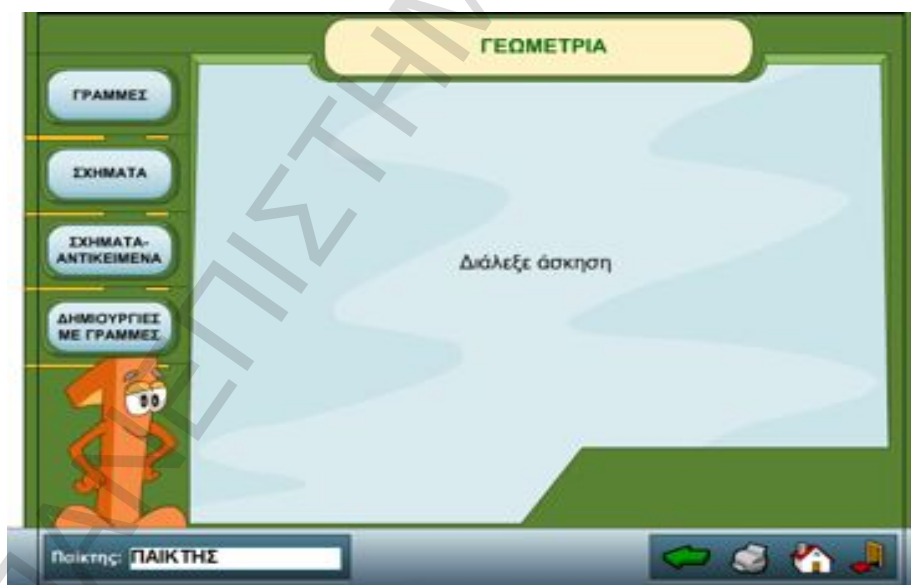 ΓΕΩΜΕΤΡΙΑ
ΓΡΑΜΜΕΣ
ΣΧΗΜΑΤΑ
ΣΧΗΜΑΤΑ-
ΑΝΤΙΚΕΙΜΕΝΑ
ΔΗΜΙΟΥΡΓΙΕΣ
ΜΕ ΓΡΑΜΜΕΣ
Διάλεξε άσκηση
Παίκτης: ΠΑΙΚΤΗΣ